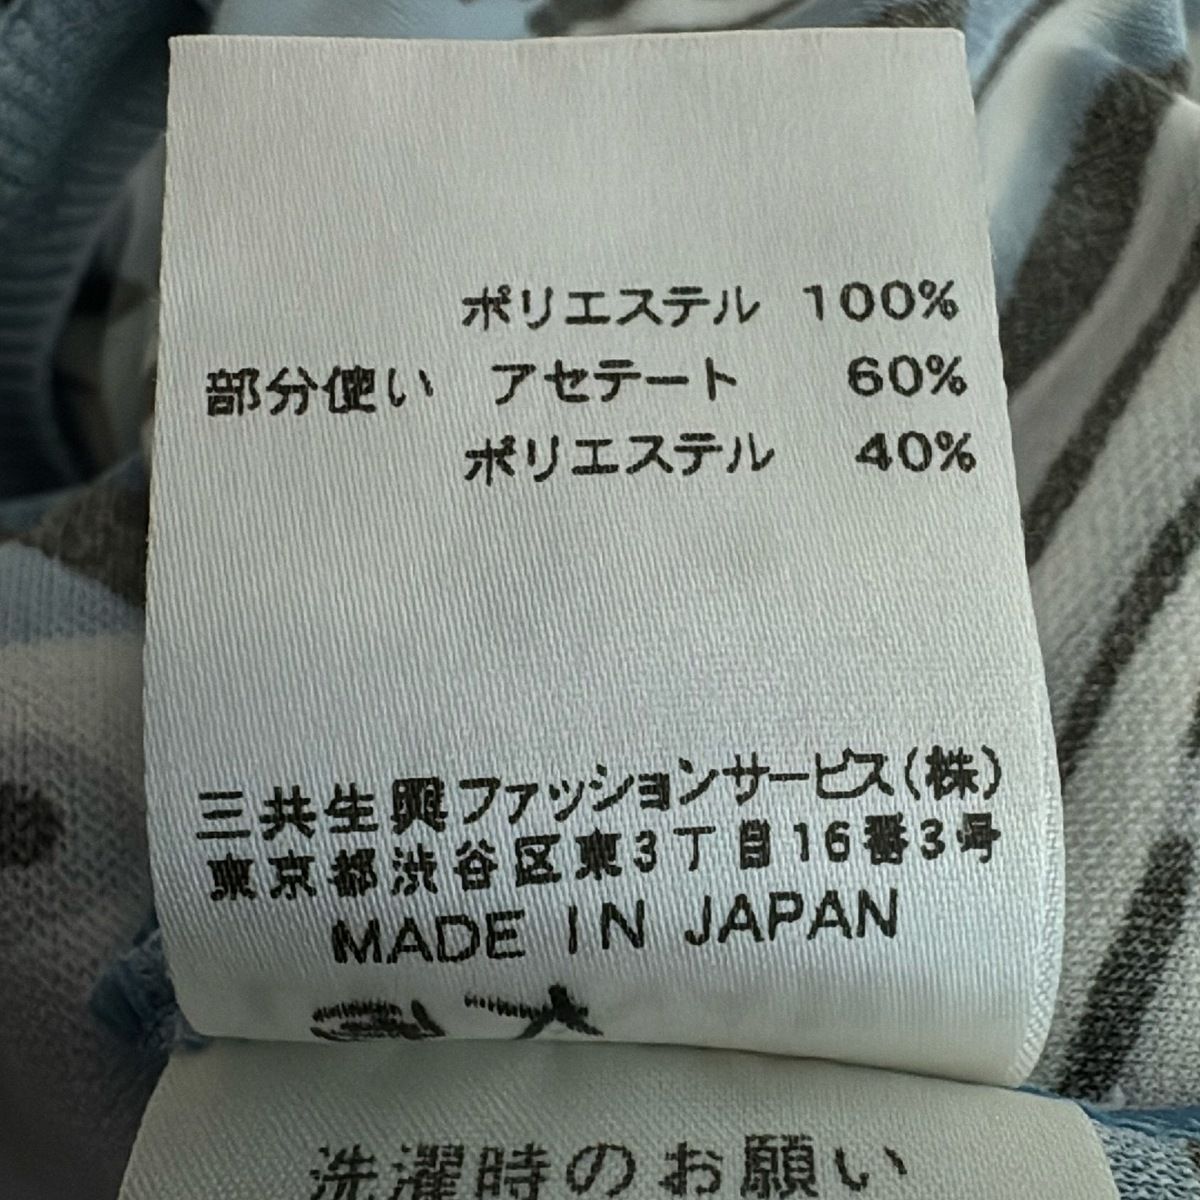 ポリエステル 100%
部分使い アセテート 60%
ポリエステル 40%
三共生興ファッションサービス(株)
東京都渋谷区東3丁目16番3号
MADE IN JAPAN
洗濯時のお願い